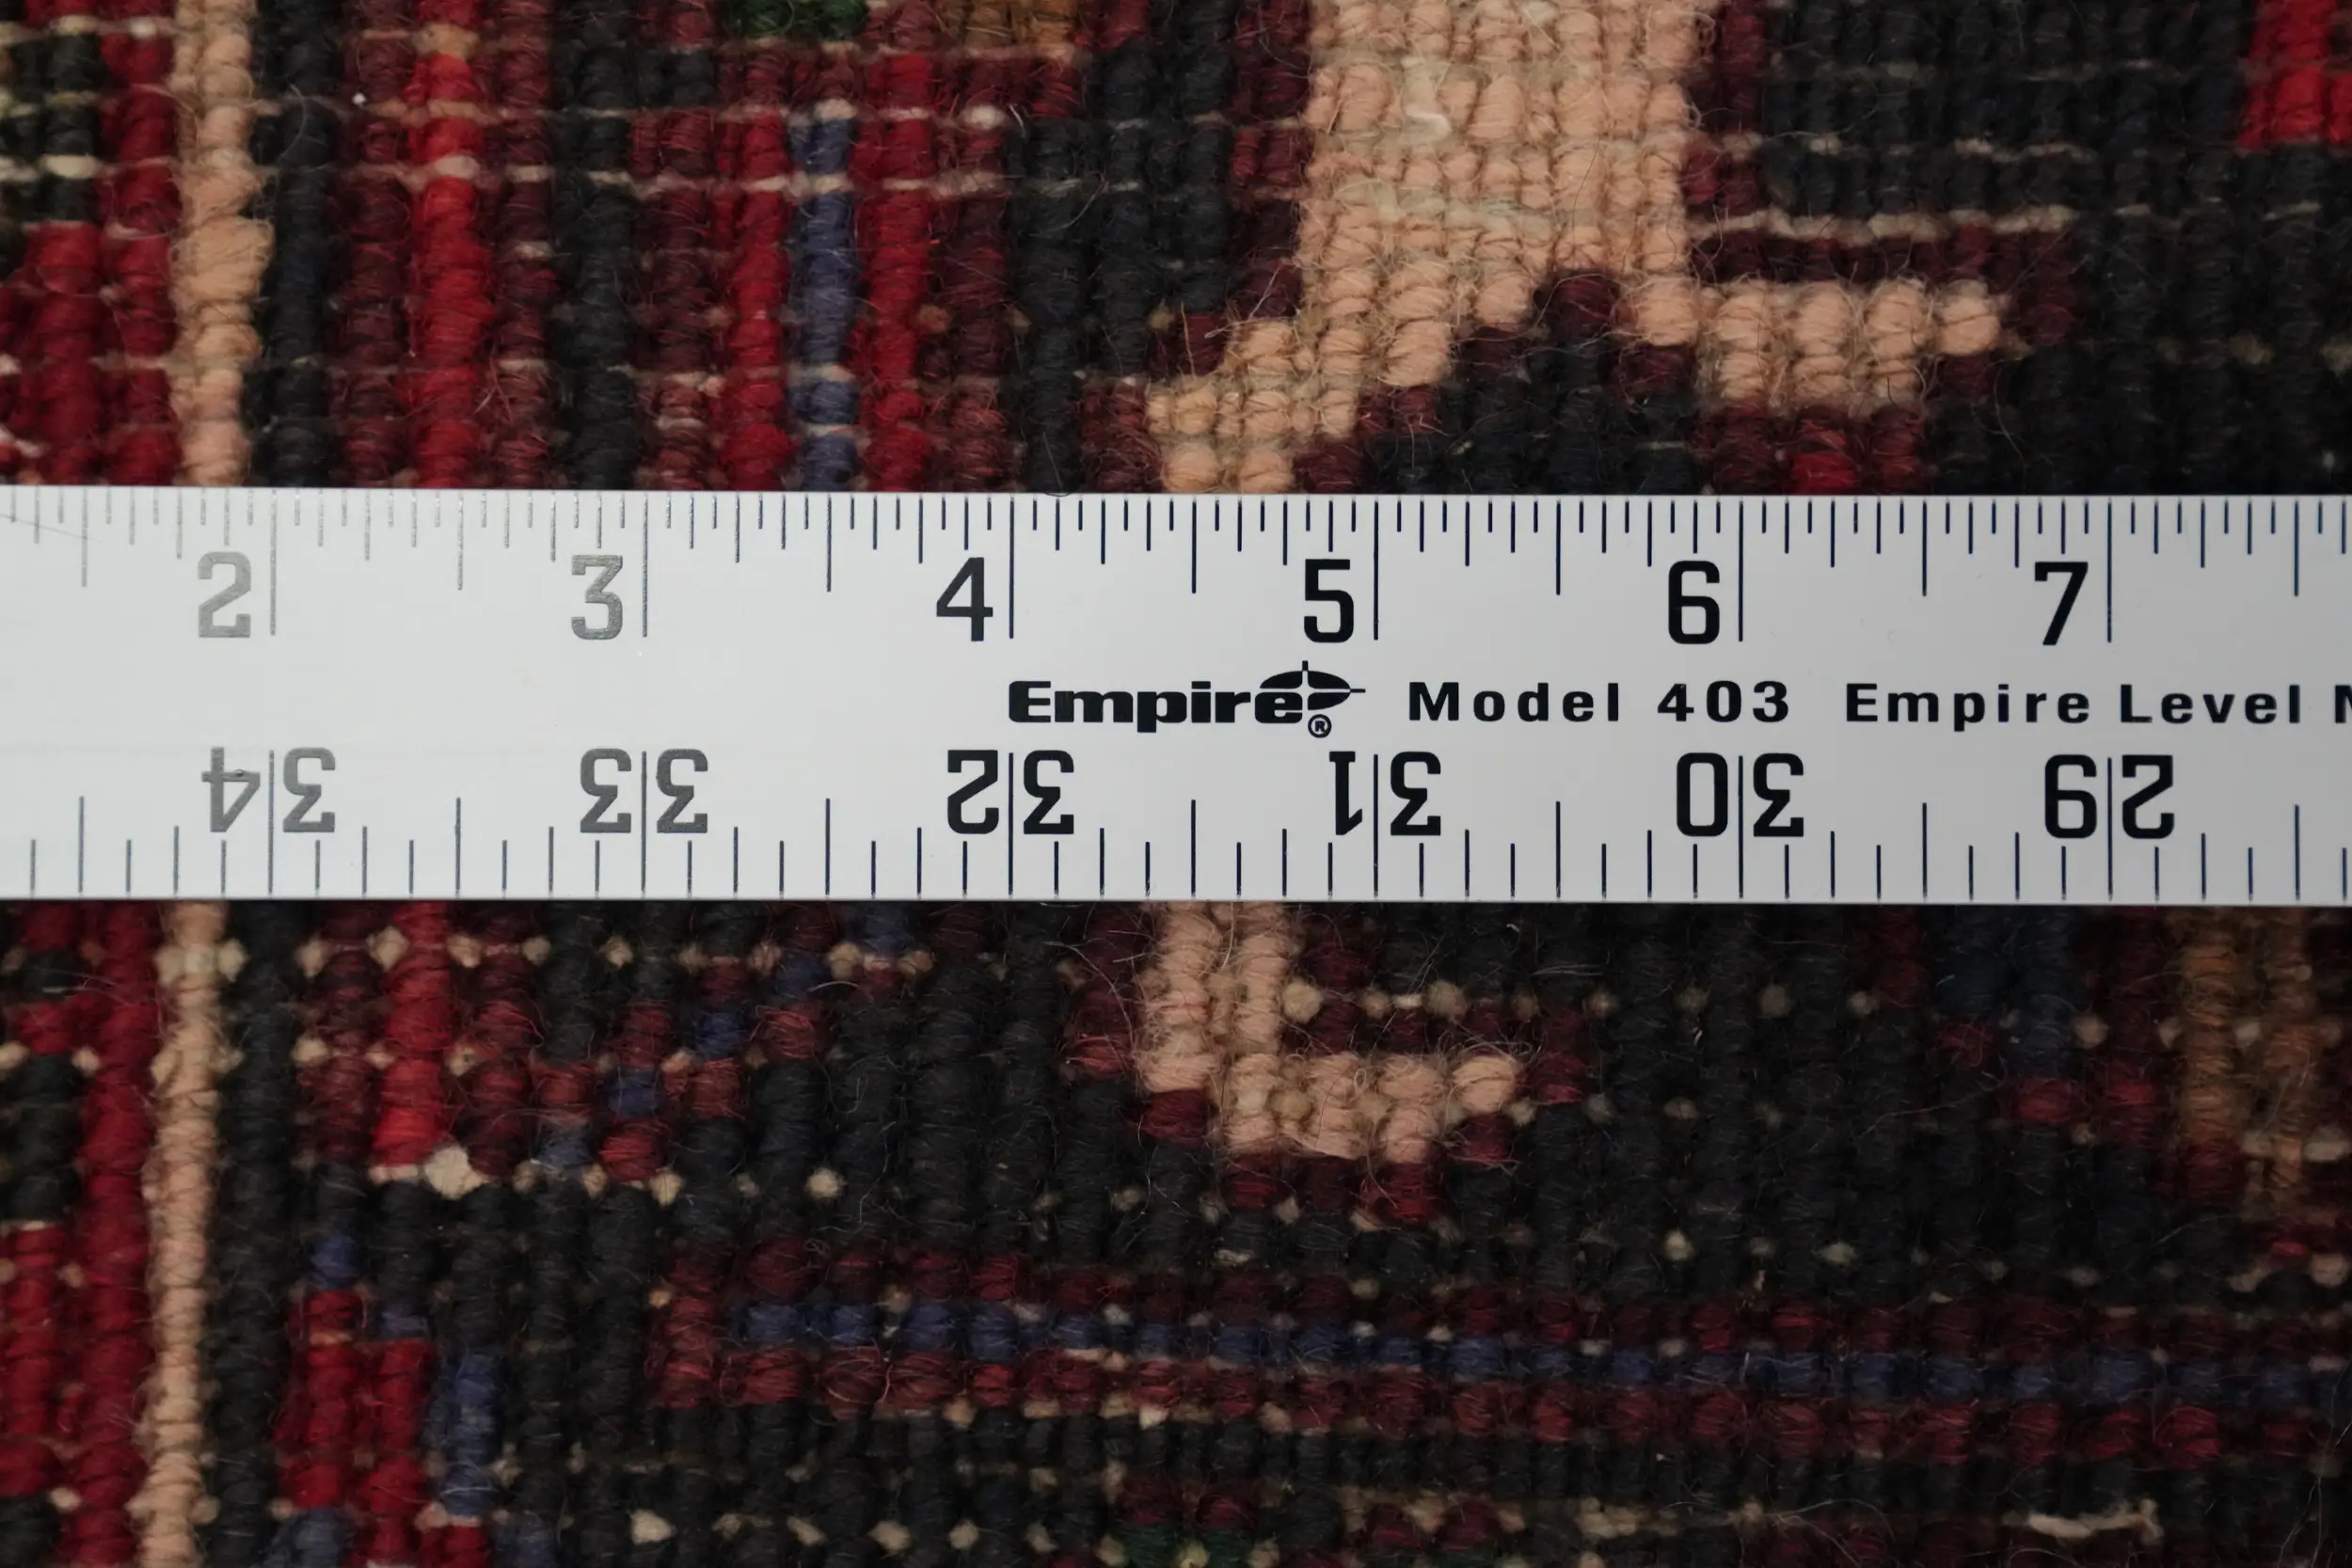 2 3 4 5 6 7
Empire® Model 403 Empire Level
34 33 32 31 30 29